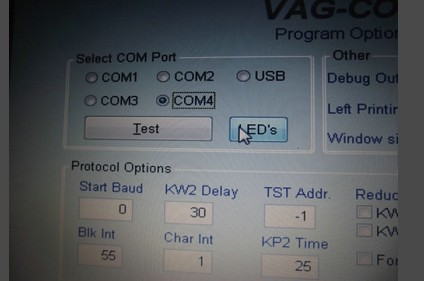 VAG-CO
Program Option
Select COM Port
Other
COM1 COM2 USB
Debug Out
COM3 COM4
Left Printin
Test LED's
Window si
Protocol Options
Start Baud KW2 Delay TST Addr. Reduc
0 30 -1 KW
KW
Blk Int Char Int KP2 Time
55 1 25 For